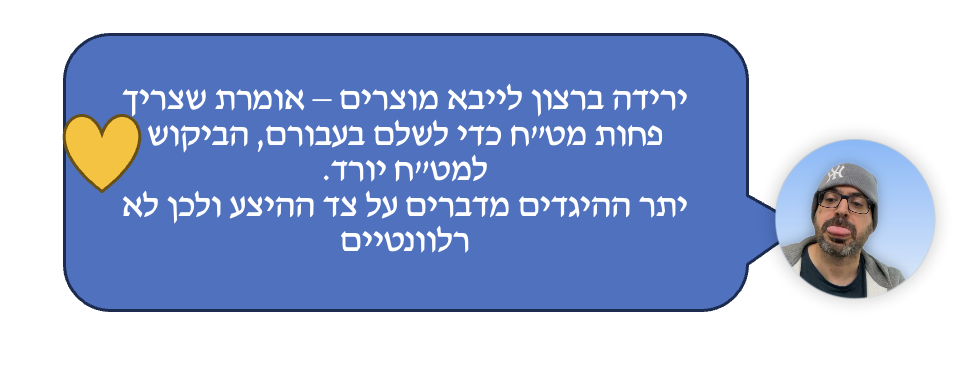 ירידה ברצון לייבא מוצרים – אומרת שצריך
פחות מט״ח כדי לשלם בעבורם, הביקוש
למט״ח יורד.
יתר ההיגדים מדברים על צד ההיצע ולכן לא
רלוונטיים